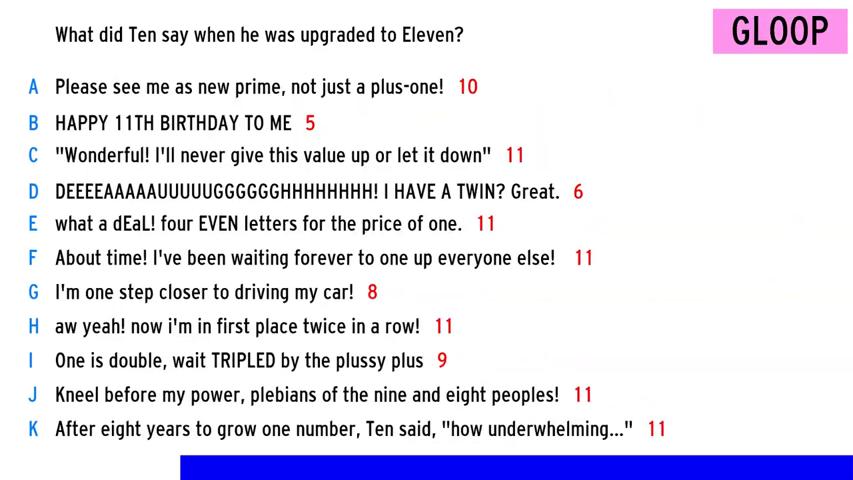 What did Ten say when he was upgraded to Eleven?
GLOOP
A Please see me as new prime, not just a plus-one! 10
B HAPPY 11TH BIRTHDAY TO ME 5
C "Wonderful! I'll never give this value up or let it down" 11
D DEEEEAAAAAUUUUUGGGGGGHHHHHHHH! I HAVE A TWIN? Great. 6
E what a dEaL! four EVEN letters for the price of one. 11
F About time! I've been waiting forever to one up everyone else! 11
G I'm one step closer to driving my car! 8
H aw yeah! now i'm in first place twice in a row! 11
I One is double, wait TRIPLED by the plussy plus 9
J Kneel before my power, plebians of the nine and eight peoples! 11
K After eight years to grow one number, Ten said, "how underwhelming..." 11